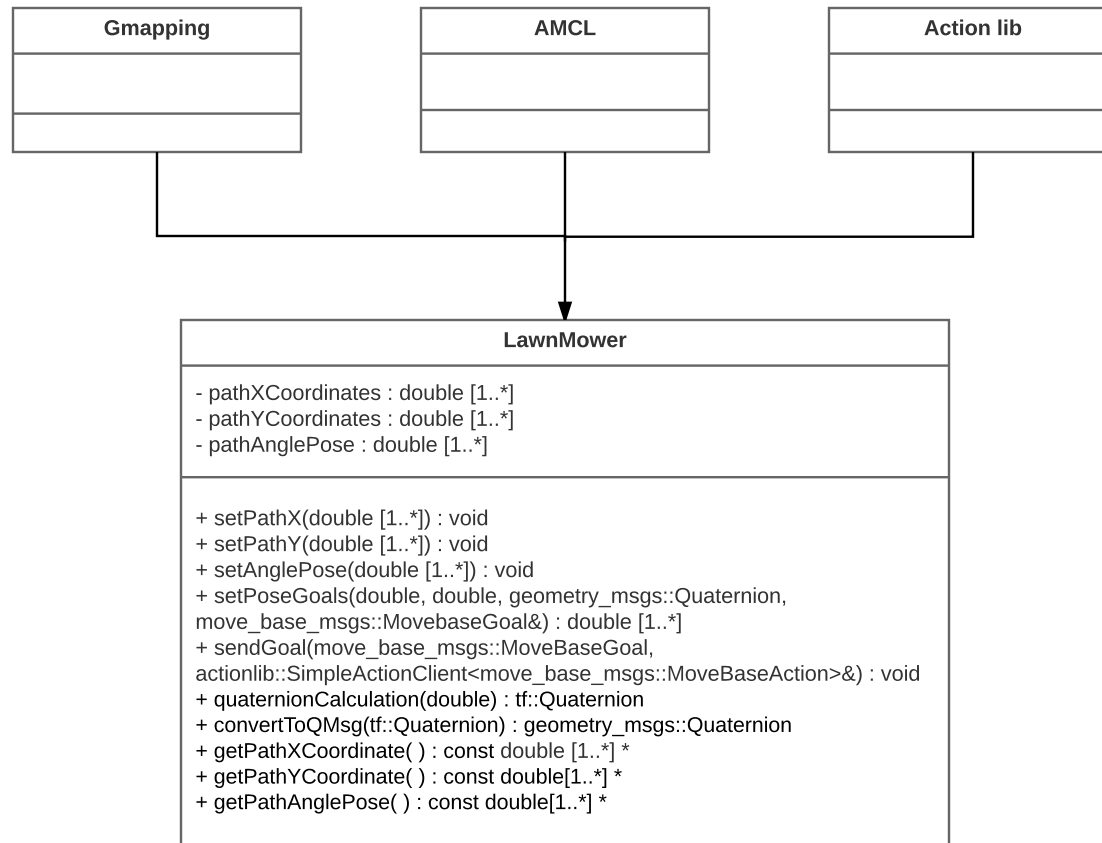 Gmapping
AMCL
Action lib
LawnMower
- pathXCoordinates : double [1..*]
- pathYCoordinates : double [1..*]
- pathAnglePose : double [1..*]
+ setPathX(double [1..*]) : void
+ setPathY(double [1..*]) : void
+ setAnglePose(double [1..*]) : void
+ setPoseGoals(double, double, geometry_msgs::Quaternion,
move_base_msgs::MovebaseGoal&) : double [1..*]
+ sendGoal(move_base_msgs::MoveBaseGoal,
actionlib::SimpleActionClient<move_base_msgs::MoveBaseAction>&) : void
+ quaternionCalculation(double) : tf::Quaternion
+ convertToQMsg(tf::Quaternion) : geometry_msgs::Quaternion
+ getPathXCoordinate( ) : const double [1..*] *
+ getPathYCoordinate( ) : const double[1..*] *
+ getPathAnglePose( ) : const double[1..*] *